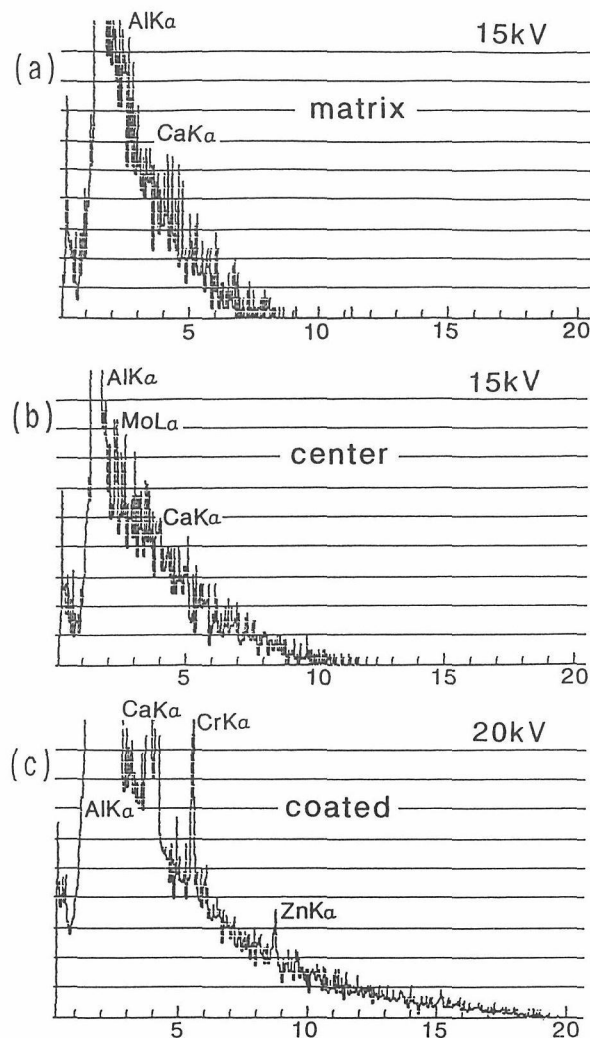 AlKα
15kV
(a)
matrix
CaKα
5 10 15 20
AlKα
15kV
(b)
MoLα
center
CaKα
5 10 15 20
CaKα
CrKα
20kV
(c)
AlKα
coated
ZnKα
5 10 15 20